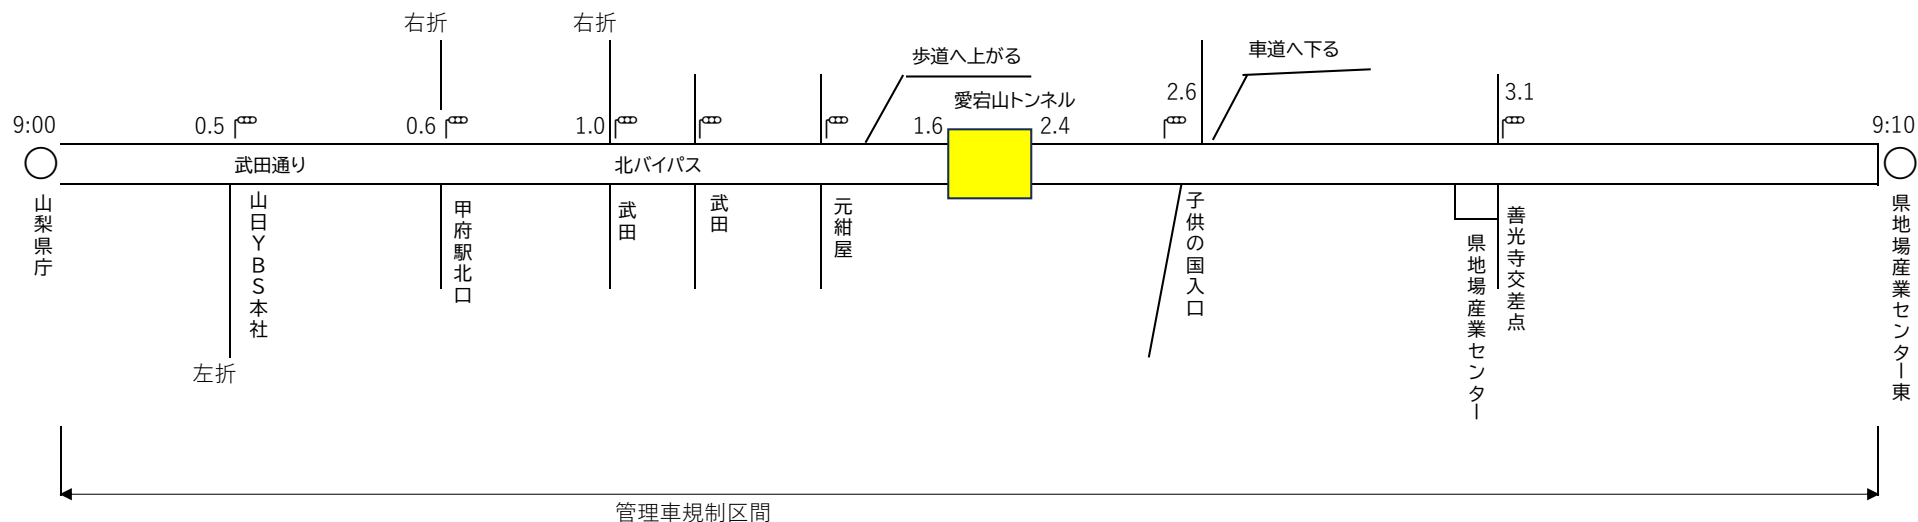 右折
右折
歩道へ上がる
車道へ下る
愛宕山トンネル
2.6
3.1
9:00
0.5
0.6
1.0
1.6
2.4
9:10
武田通り
北バイパス
山梨県庁
山日YBS本社
甲府駅北口
武田
武田
元紺屋
子供の国入口
県地場産業センター
善光寺交差点
県地場産業センター東
左折
管理車規制区間